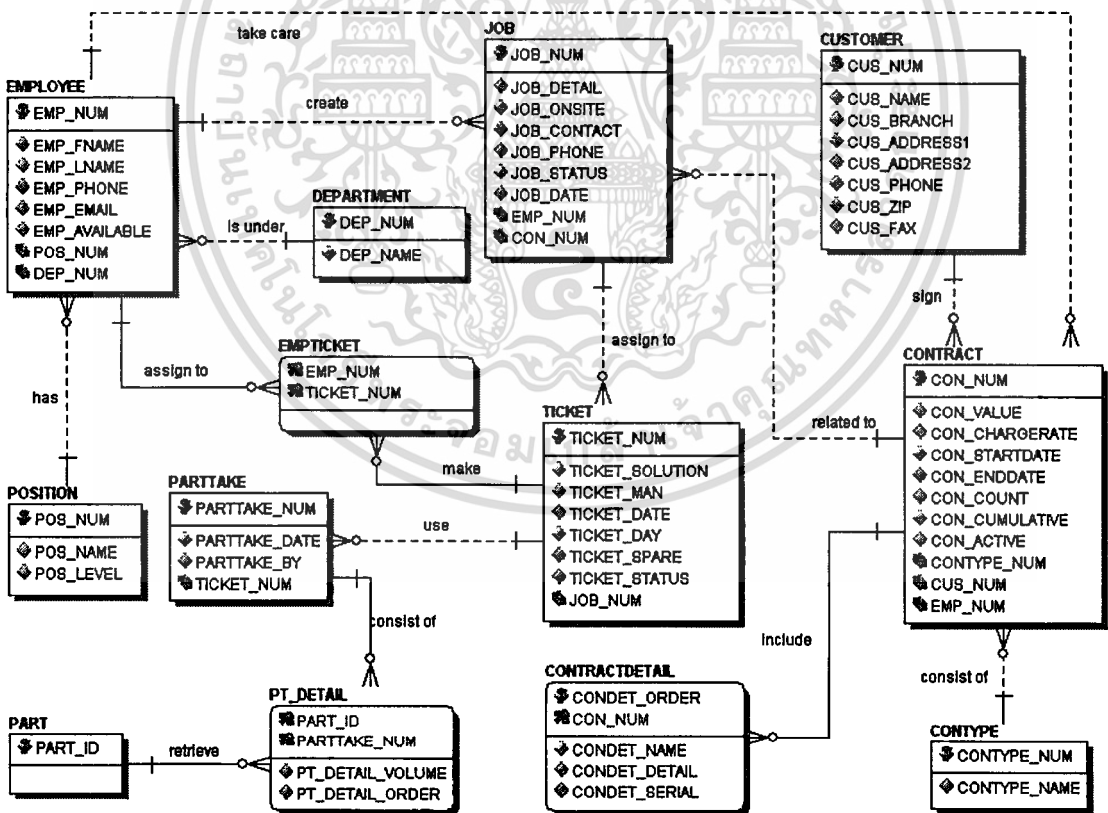 take care
JOB
JOB_NUM
JOB_DETAIL
JOB_ONSITE
JOB_CONTACT
JOB_PHONE
JOB_STATUS
JOB_DATE
EMP_NUM
CON_NUM
CUSTOMER
CUS_NUM
CUS_NAME
CUS_BRANCH
CUS_ADDRESS1
CUS_ADDRESS2
CUS_PHONE
CUS_ZIP
CUS_FAX
EMPLOYEE
EMP_NUM
EMP_FNAME
EMP_LNAME
EMP_PHONE
EMP_EMAIL
EMP_AVAILABLE
POS_NUM
DEP_NUM
create
is under
DEPARTMENT
DEP_NUM
DEP_NAME
sign
assign to
EMPTICKET
EMP_NUM
TICKET_NUM
assign to
has
make
TICKET
TICKET_NUM
TICKET_SOLUTION
TICKET_MAN
TICKET_DATE
TICKET_DAY
TICKET_SPARE
TICKET_STATUS
JOB_NUM
related to
CONTRACT
CON_NUM
CON_VALUE
CON_CHARGERATE
CON_STARTDATE
CON_ENDDATE
CON_COUNT
CON_CUMULATIVE
CON_ACTIVE
CONTYPE_NUM
CUS_NUM
EMP_NUM
POSITION
POS_NUM
POS_NAME
POS_LEVEL
PARTTAKE
PARTTAKE_NUM
PARTTAKE_DATE
PARTTAKE_BY
TICKET_NUM
use
consist of
include
consist of
PART
PART_ID
retrieve
PT_DETAIL
PART_ID
PARTTAKE_NUM
PT_DETAIL_VOLUME
PT_DETAIL_ORDER
CONTRACTDETAIL
CONDET_ORDER
CON_NUM
CONDET_NAME
CONDET_DETAIL
CONDET_SERIAL
CONTYPE
CONTYPE_NUM
CONTYPE_NAME